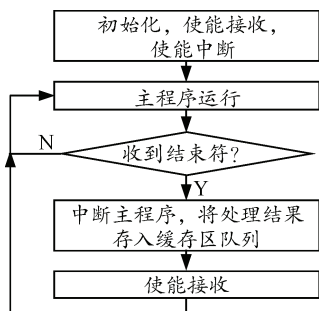 初始化，使能接收，
使能中断
主程序运行
N
收到结束符？
Y
中断主程序，将处理结果
存入缓存区队列
使能接收